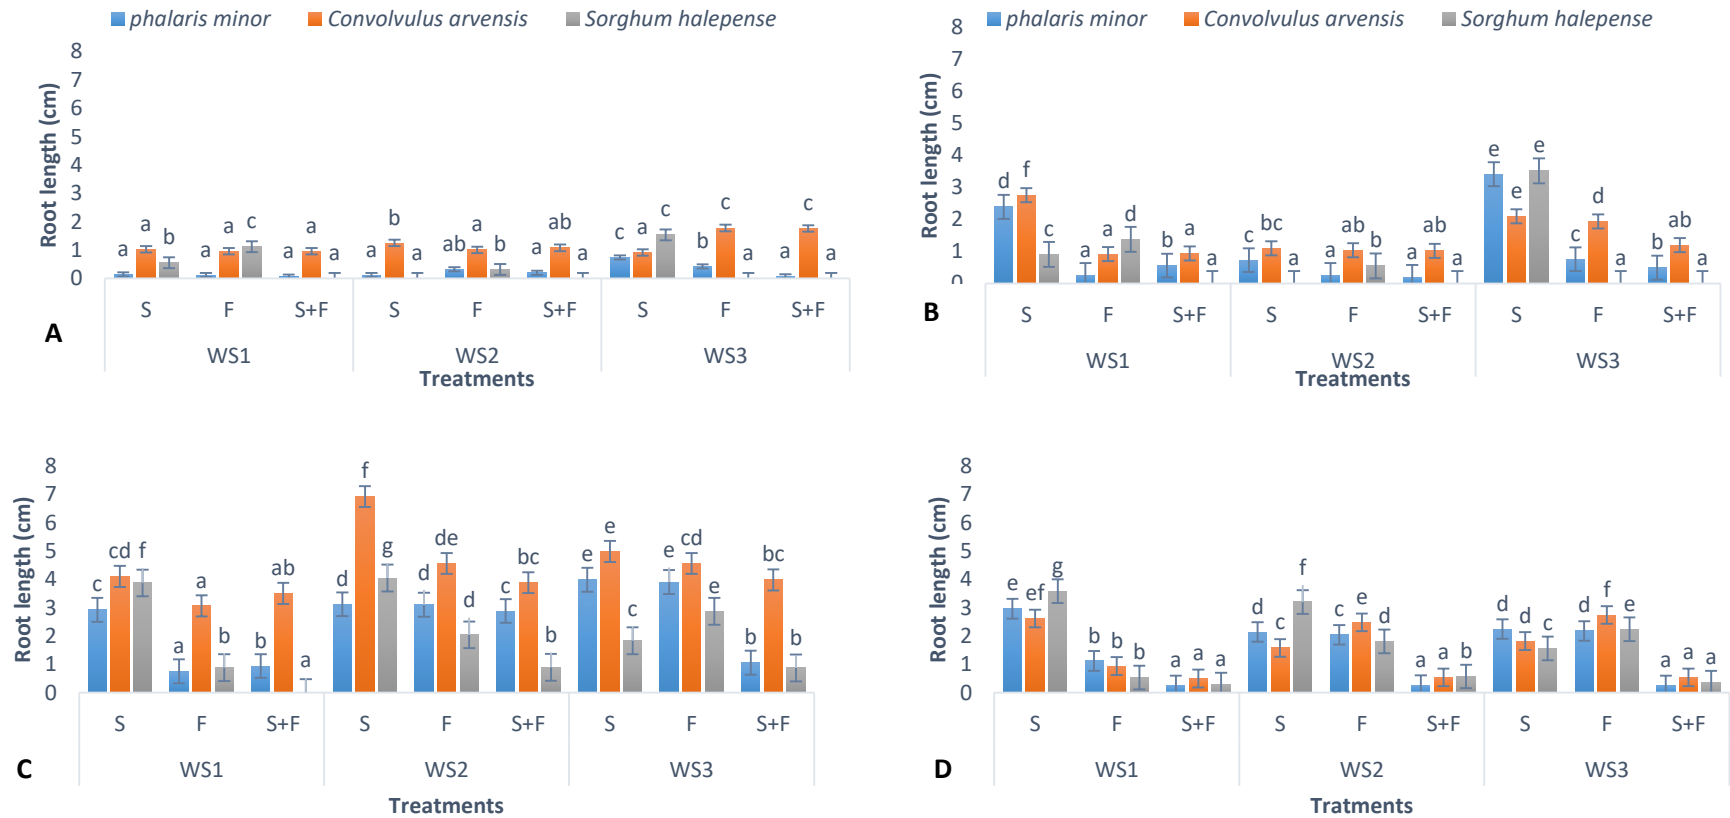 phalaris minor Convolvulus arvensis Sorghum halepense
Root length (cm)
8
7
6
5
4
3
2
1
0
a a b
a a c
a a a
a b a
ab a b
a ab a
c a c
b c a
a c a
S F S+F S F S+F S F S+F
WS1 WS2 WS3
Treatments
A
phalaris minor Convolvulus arvensis Sorghum halepense
Root length (cm)
8
7
6
5
4
3
2
1
0
d f c
a a d
b a a
c bc a
a ab b
a ab a
e e e
c d a
b ab a
S F S+F S F S+F S F S+F
WS1 WS2 WS3
Treatments
B
Root length (cm)
8
7
6
5
4
3
2
1
0
c cd f
a a b
b ab a
d f g
d de d
c bc b
e e c
e cd e
b bc b
S F S+F S F S+F S F S+F
WS1 WS2 WS3
Treatments
C
Root length (cm)
8
7
6
5
4
3
2
1
0
e ef g
b b b
a a a
d c f
c e d
a a b
d d c
d f e
a a a
S F S+F S F S+F S F S+F
WS1 WS2 WS3
Tratments
D